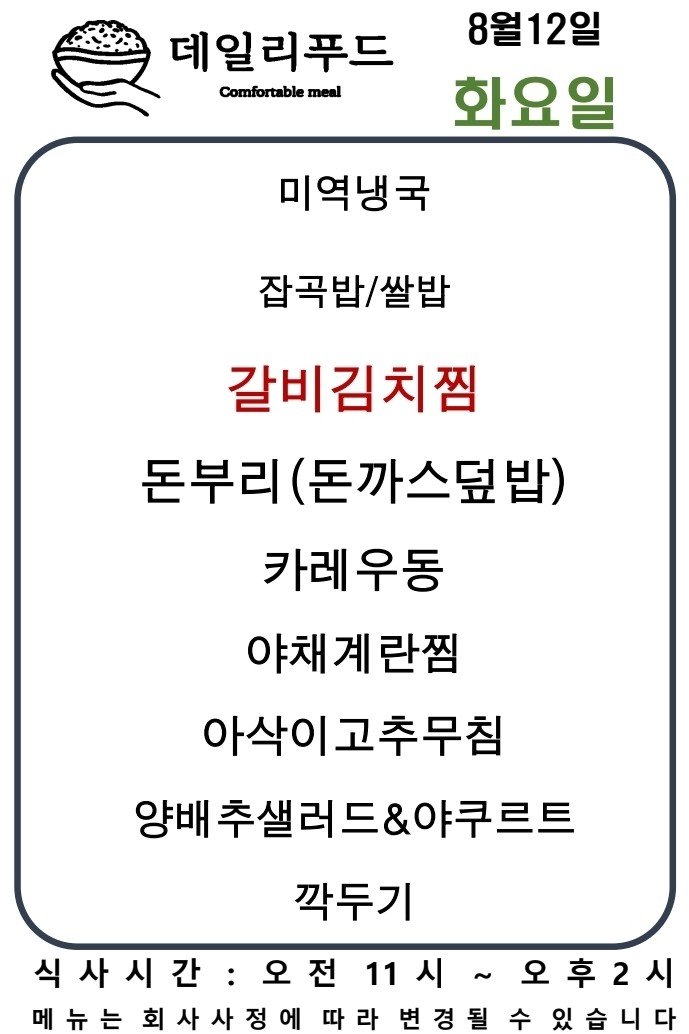 데일리푸드
Comfortable meal
8월12일
화요일
미역냉국
잡곡밥/쌀밥
갈비김치찜
돈부리(돈까스덮밥)
카레우동
야채계란찜
아삭이고추무침
양배추샐러드&야쿠르트
깍두기
식사시간 : 오전 11시 ~ 오후2시
메뉴는 회사사정에 따라 변경될 수 있습니다